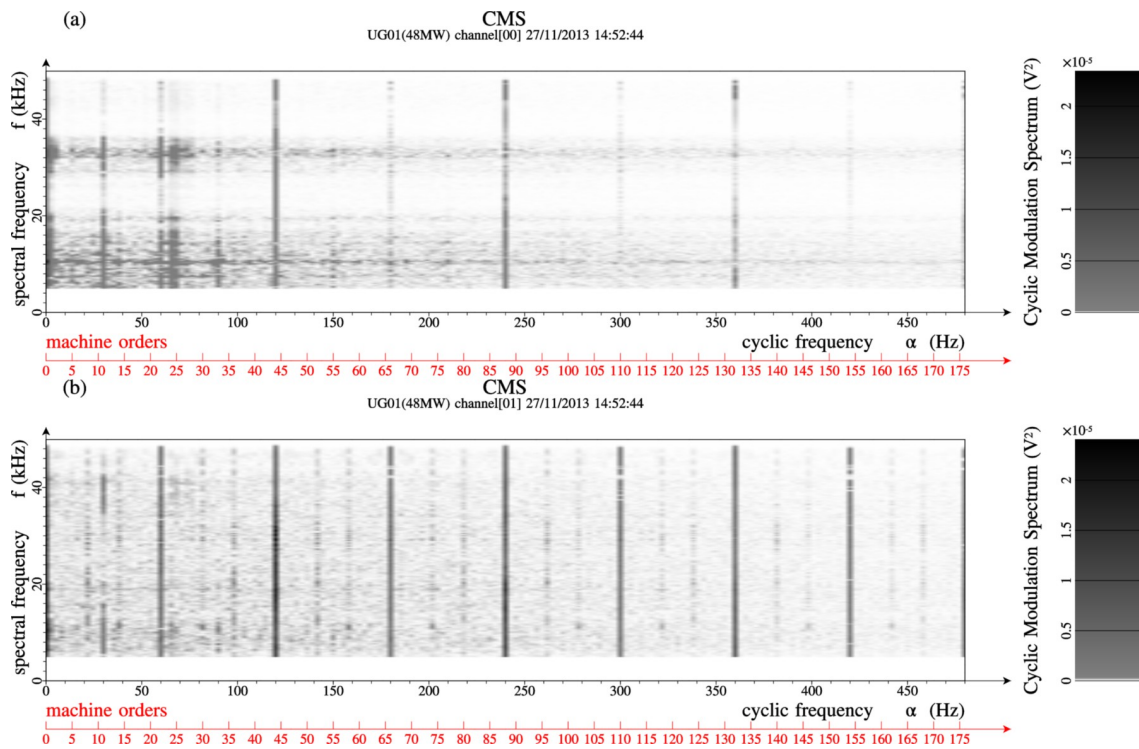 (a)
CMS
UG01(48MW) channel[00] 27/11/2013 14:52:44
spectral frequency f (kHz)
0 20 40
0 50 100 150 200 250 300 350 400 450
machine orders
cyclic frequency α (Hz)
0 5 10 15 20 25 30 35 40 45 50 55 60 65 70 75 80 85 90 95 100 105 110 115 120 125 130 135 140 145 150 155 160 165 170 175
Cyclic Modulation Spectrum (V²)
×10⁻⁵
0 0.5 1 1.5 2
(b)
CMS
UG01(48MW) channel[01] 27/11/2013 14:52:44
spectral frequency f (kHz)
0 20 40
0 50 100 150 200 250 300 350 400 450
machine orders
cyclic frequency α (Hz)
0 5 10 15 20 25 30 35 40 45 50 55 60 65 70 75 80 85 90 95 100 105 110 115 120 125 130 135 140 145 150 155 160 165 170 175
Cyclic Modulation Spectrum (V²)
×10⁻⁵
0 0.5 1 1.5 2